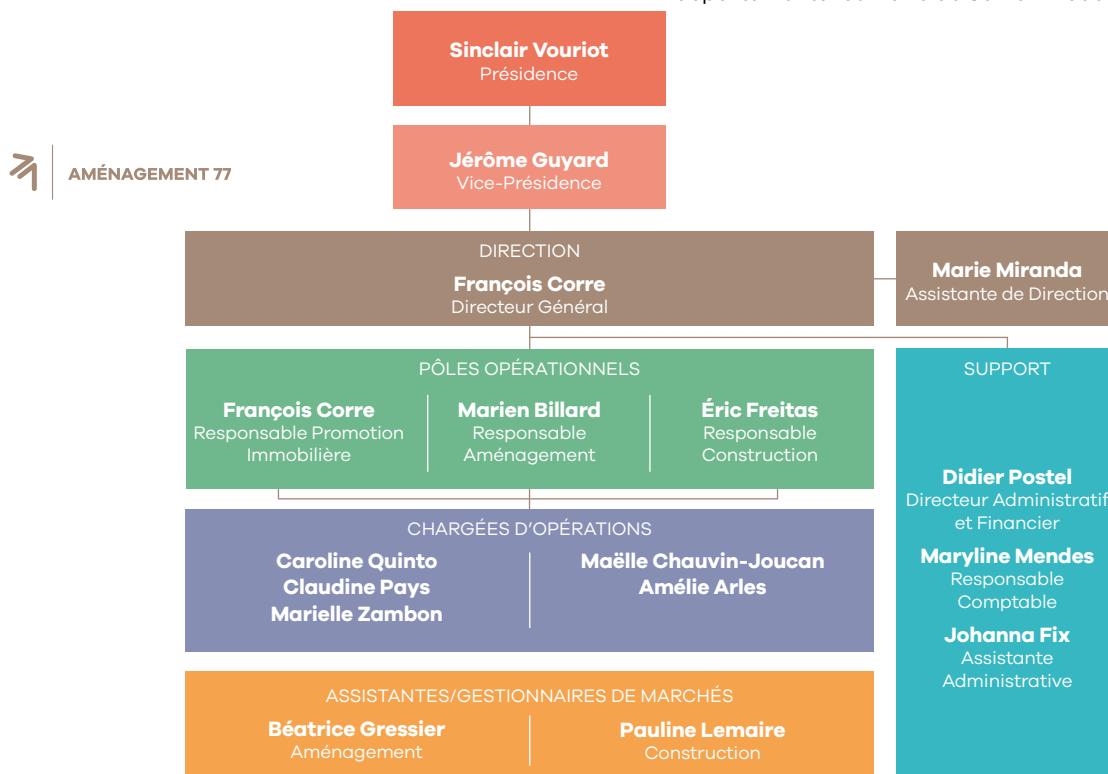 Sinclair Vouriot
Présidence
Jérôme Guyard
Vice-Présidence
AMÉNAGEMENT 77
DIRECTION
François Corre
Directeur Général
Marie Miranda
Assistante de Direction
PÔLES OPÉRATIONNELS
François Corre
Responsable Promotion
Immobilière
Marien Billard
Responsable
Aménagement
Éric Freitas
Responsable
Construction
SUPPORT
Didier Postel
Directeur Administratif
et Financier
Maryline Mendes
Responsable
Comptable
Johanna Fix
Assistante
Administrative
CHARGÉES D'OPÉRATIONS
Caroline Quinto
Claudine Pays
Marielle Zambon
Maëlle Chauvin-Joucan
Amélie Arles
ASSISTANTES/GESTIONNAIRES DE MARCHÉS
Béatrice Gressier
Aménagement
Pauline Lemaire
Construction